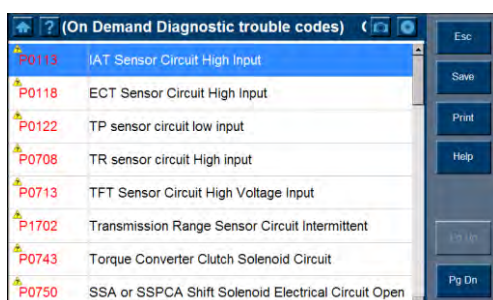 ? (On Demand Diagnostic trouble codes) (
Esc
P0113 IAT Sensor Circuit High Input
Save
P0118 ECT Sensor Circuit High Input
P0122 TP sensor circuit low input
Print
P0708 TR sensor circuit High input
Help
P0713 TFT Sensor Circuit High Voltage Input
P1702 Transmission Range Sensor Circuit Intermittent
Pg Up
P0743 Torque Converter Clutch Solenoid Circuit
P0750 SSA or SSPCA Shift Solenoid Electrical Circuit Open
Pg Dn